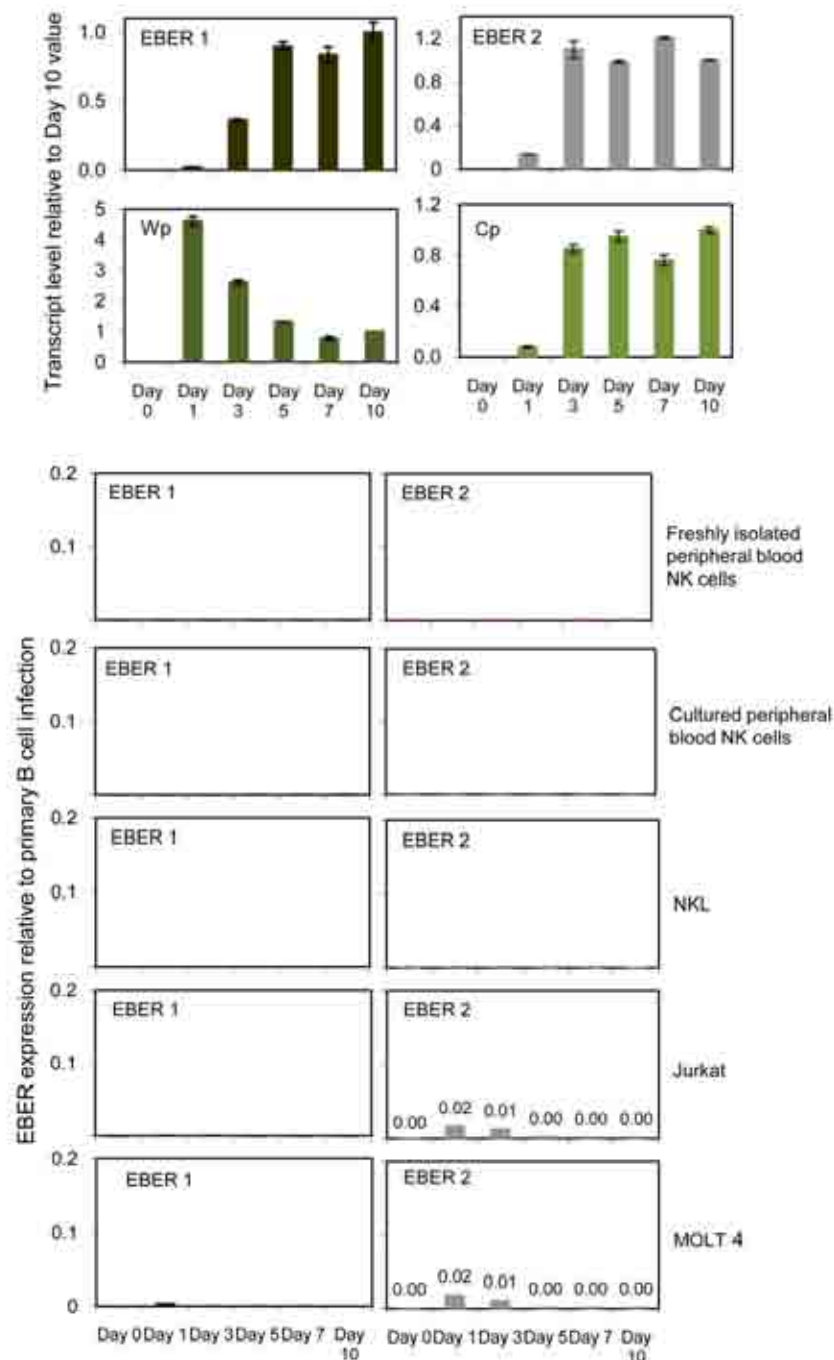 Transcript level relative to Day 10 value
EBER 1
1.0
0.5
0.0
EBER 2
1.2
0.8
0.4
0
Wp
5
4
3
2
1
0
Day 0 Day 1 Day 3 Day 5 Day 7 Day 10
Cp
1.2
0.8
0.4
0.0
Day 0 Day 1 Day 3 Day 5 Day 7 Day 10
EBER expression relative to primary B cell infection
0.2
0.1
EBER 1
EBER 2
Freshly isolated
peripheral blood
NK cells
0.2
0.1
EBER 1
EBER 2
Cultured peripheral
blood NK cells
0.2
0.1
EBER 1
EBER 2
NKL
0.2
0.1
EBER 1
EBER 2
0.00 0.02 0.01 0.00 0.00 0.00
Jurkat
0.2
0.1
0
EBER 1
EBER 2
0.00 0.02 0.01 0.00 0.00 0.00
MOLT 4
Day 0 Day 1 Day 3 Day 5 Day 7 Day 10
Day 0 Day 1 Day 3 Day 5 Day 7 Day 10